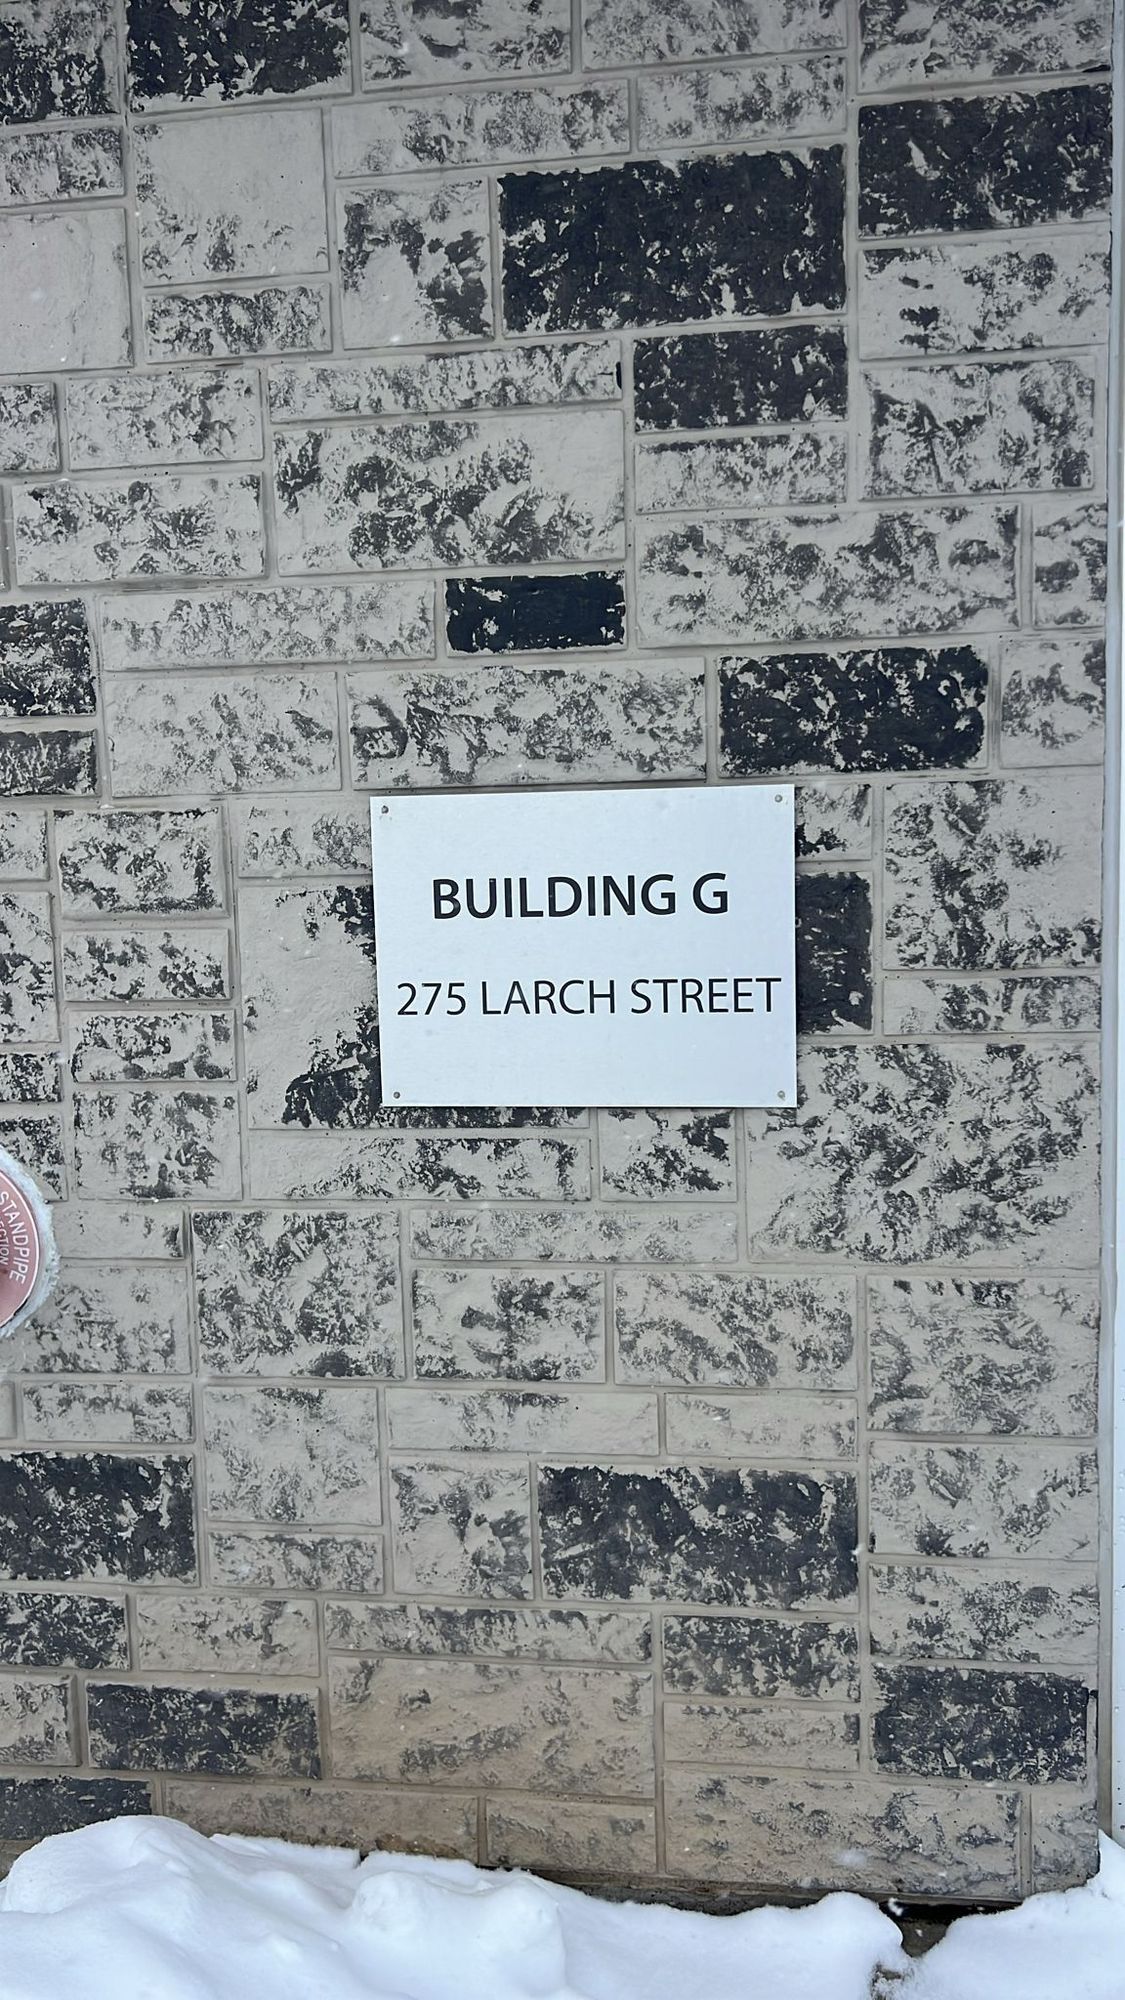 BUILDING G
275 LARCH STREET
STANDPIPE